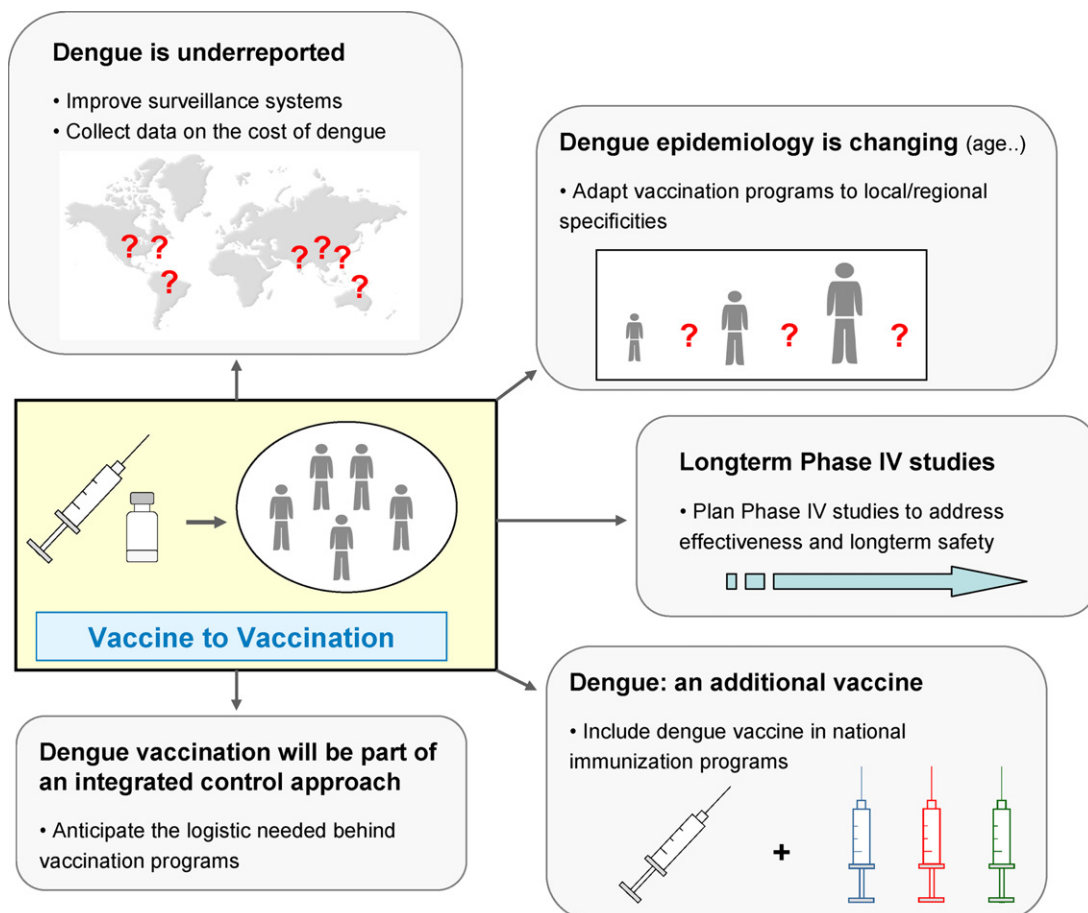 Dengue is underreported
• Improve surveillance systems
• Collect data on the cost of dengue
? ? ? ? ? ? ? ?
Dengue epidemiology is changing (age..)
• Adapt vaccination programs to local/regional
specificities
? ? ?
Vaccine to Vaccination
Longterm Phase IV studies
• Plan Phase IV studies to address
effectiveness and longterm safety
Dengue vaccination will be part of
an integrated control approach
• Anticipate the logistic needed behind
vaccination programs
Dengue: an additional vaccine
• Include dengue vaccine in national
immunization programs
+